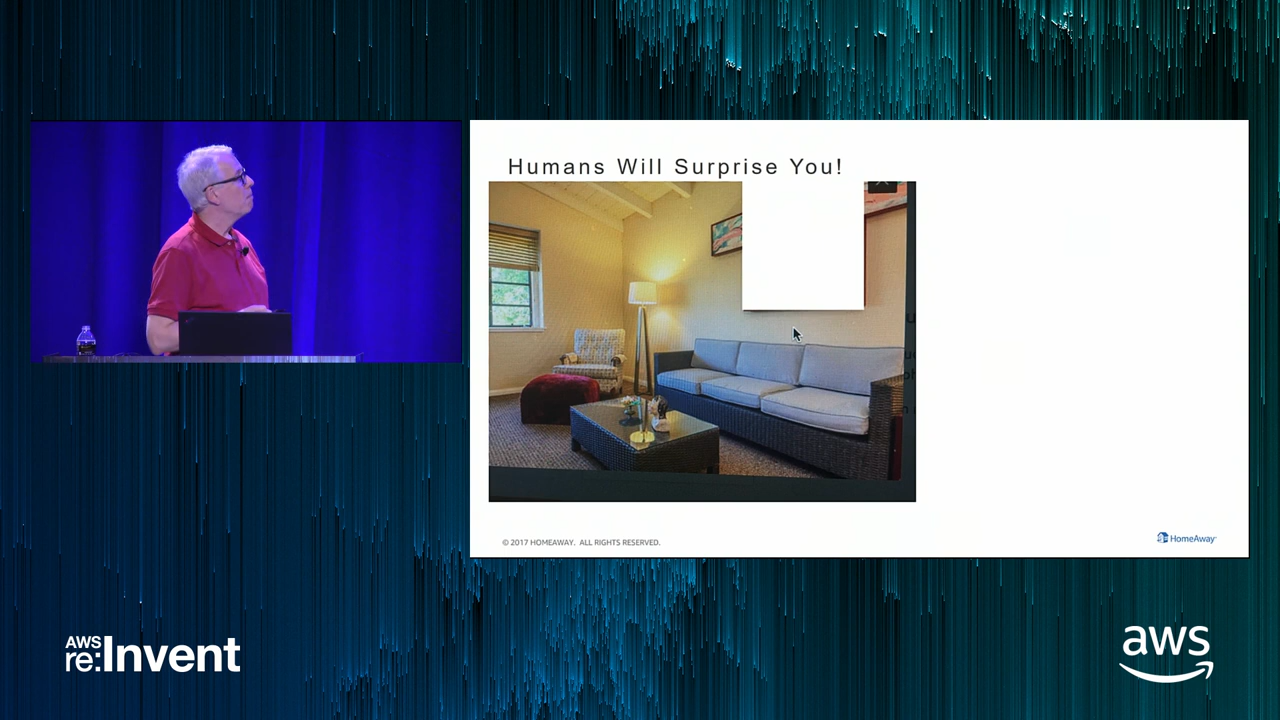 Humans Will Surprise You!
© 2017 HOMEAWAY. ALL RIGHTS RESERVED.
HomeAway
AWS
re:Invent
aws